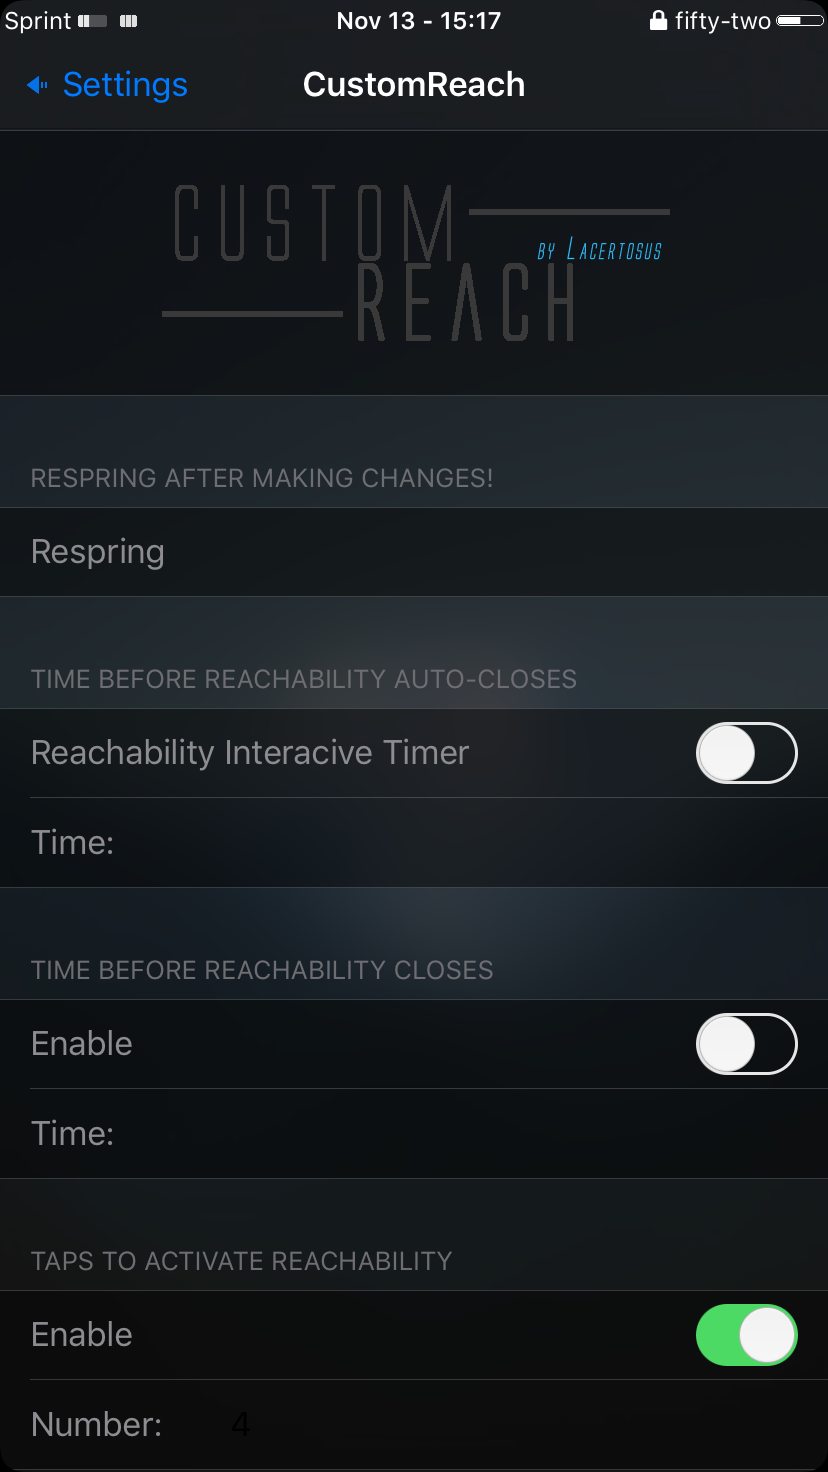 Sprint Nov 13 - 15:17 fifty-two
Settings CustomReach
CUSTOM
BY LACERTOSUS
REACH
RESPRING AFTER MAKING CHANGES!
Respring
TIME BEFORE REACHABILITY AUTO-CLOSES
Reachability Interacive Timer
Time:
TIME BEFORE REACHABILITY CLOSES
Enable
Time:
TAPS TO ACTIVATE REACHABILITY
Enable
Number: 4